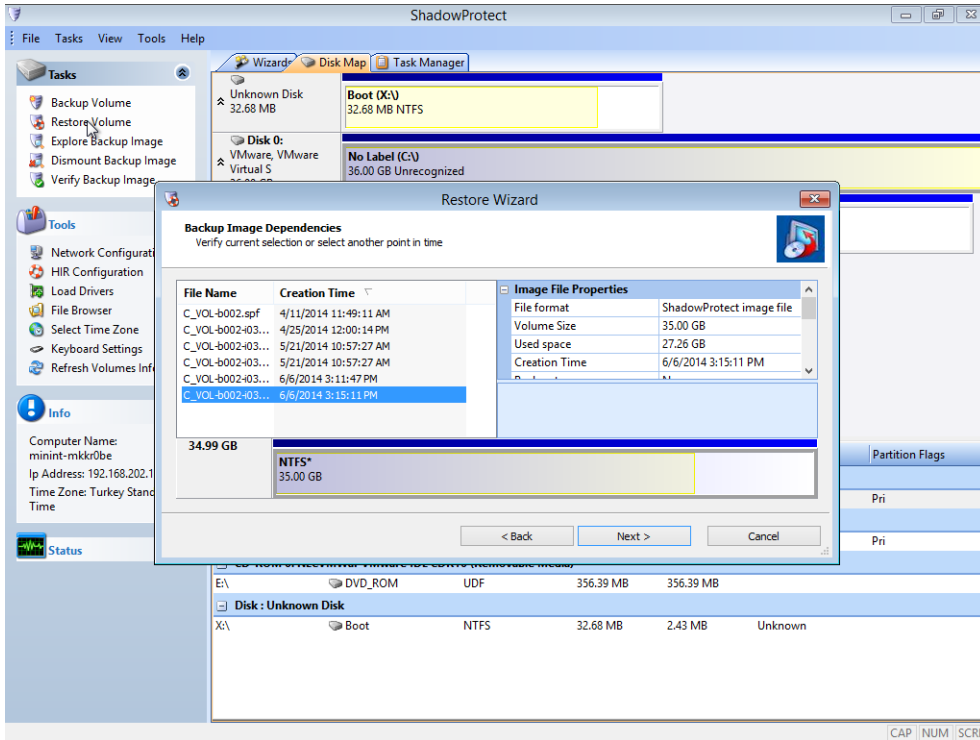 ShadowProtect
File Tasks View Tools Help
Tasks
Backup Volume
Restore Volume
Explore Backup Image
Dismount Backup Image
Verify Backup Image
Tools
Network Configurati
HIR Configuration
Load Drivers
File Browser
Select Time Zone
Keyboard Settings
Refresh Volumes Inf
Info
Computer Name:
minint-mkkr0be
Ip Address: 192.168.202.1
Time Zone: Turkey Stand
Time
Status
Wizards Disk Map Task Manager
Unknown Disk
32.68 MB
Boot (X:\)
32.68 MB NTFS
Disk 0:
VMware, VMware
Virtual S
No Label (C:\)
36.00 GB Unrecognized
Restore Wizard
Backup Image Dependencies
Verify current selection or select another point in time
File Name Creation Time
C_VOL-b002.spf 4/11/2014 11:49:11 AM
C_VOL-b002-i03... 4/25/2014 12:00:14 PM
C_VOL-b002-i03... 5/21/2014 10:57:27 AM
C_VOL-b002-i03... 5/21/2014 10:57:27 AM
C_VOL-b002-i03... 6/6/2014 3:11:47 PM
C_VOL-b002-i03... 6/6/2014 3:15:11 PM
Image File Properties
File format ShadowProtect image file
Volume Size 35.00 GB
Used space 27.26 GB
Creation Time 6/6/2014 3:15:11 PM
34.99 GB
NTFS*
35.00 GB
< Back Next > Cancel
Partition Flags
Pri
Pri
E:\ DVD_ROM UDF 356.39 MB 356.39 MB
Disk : Unknown Disk
X:\ Boot NTFS 32.68 MB 2.43 MB Unknown
CAP NUM SCR